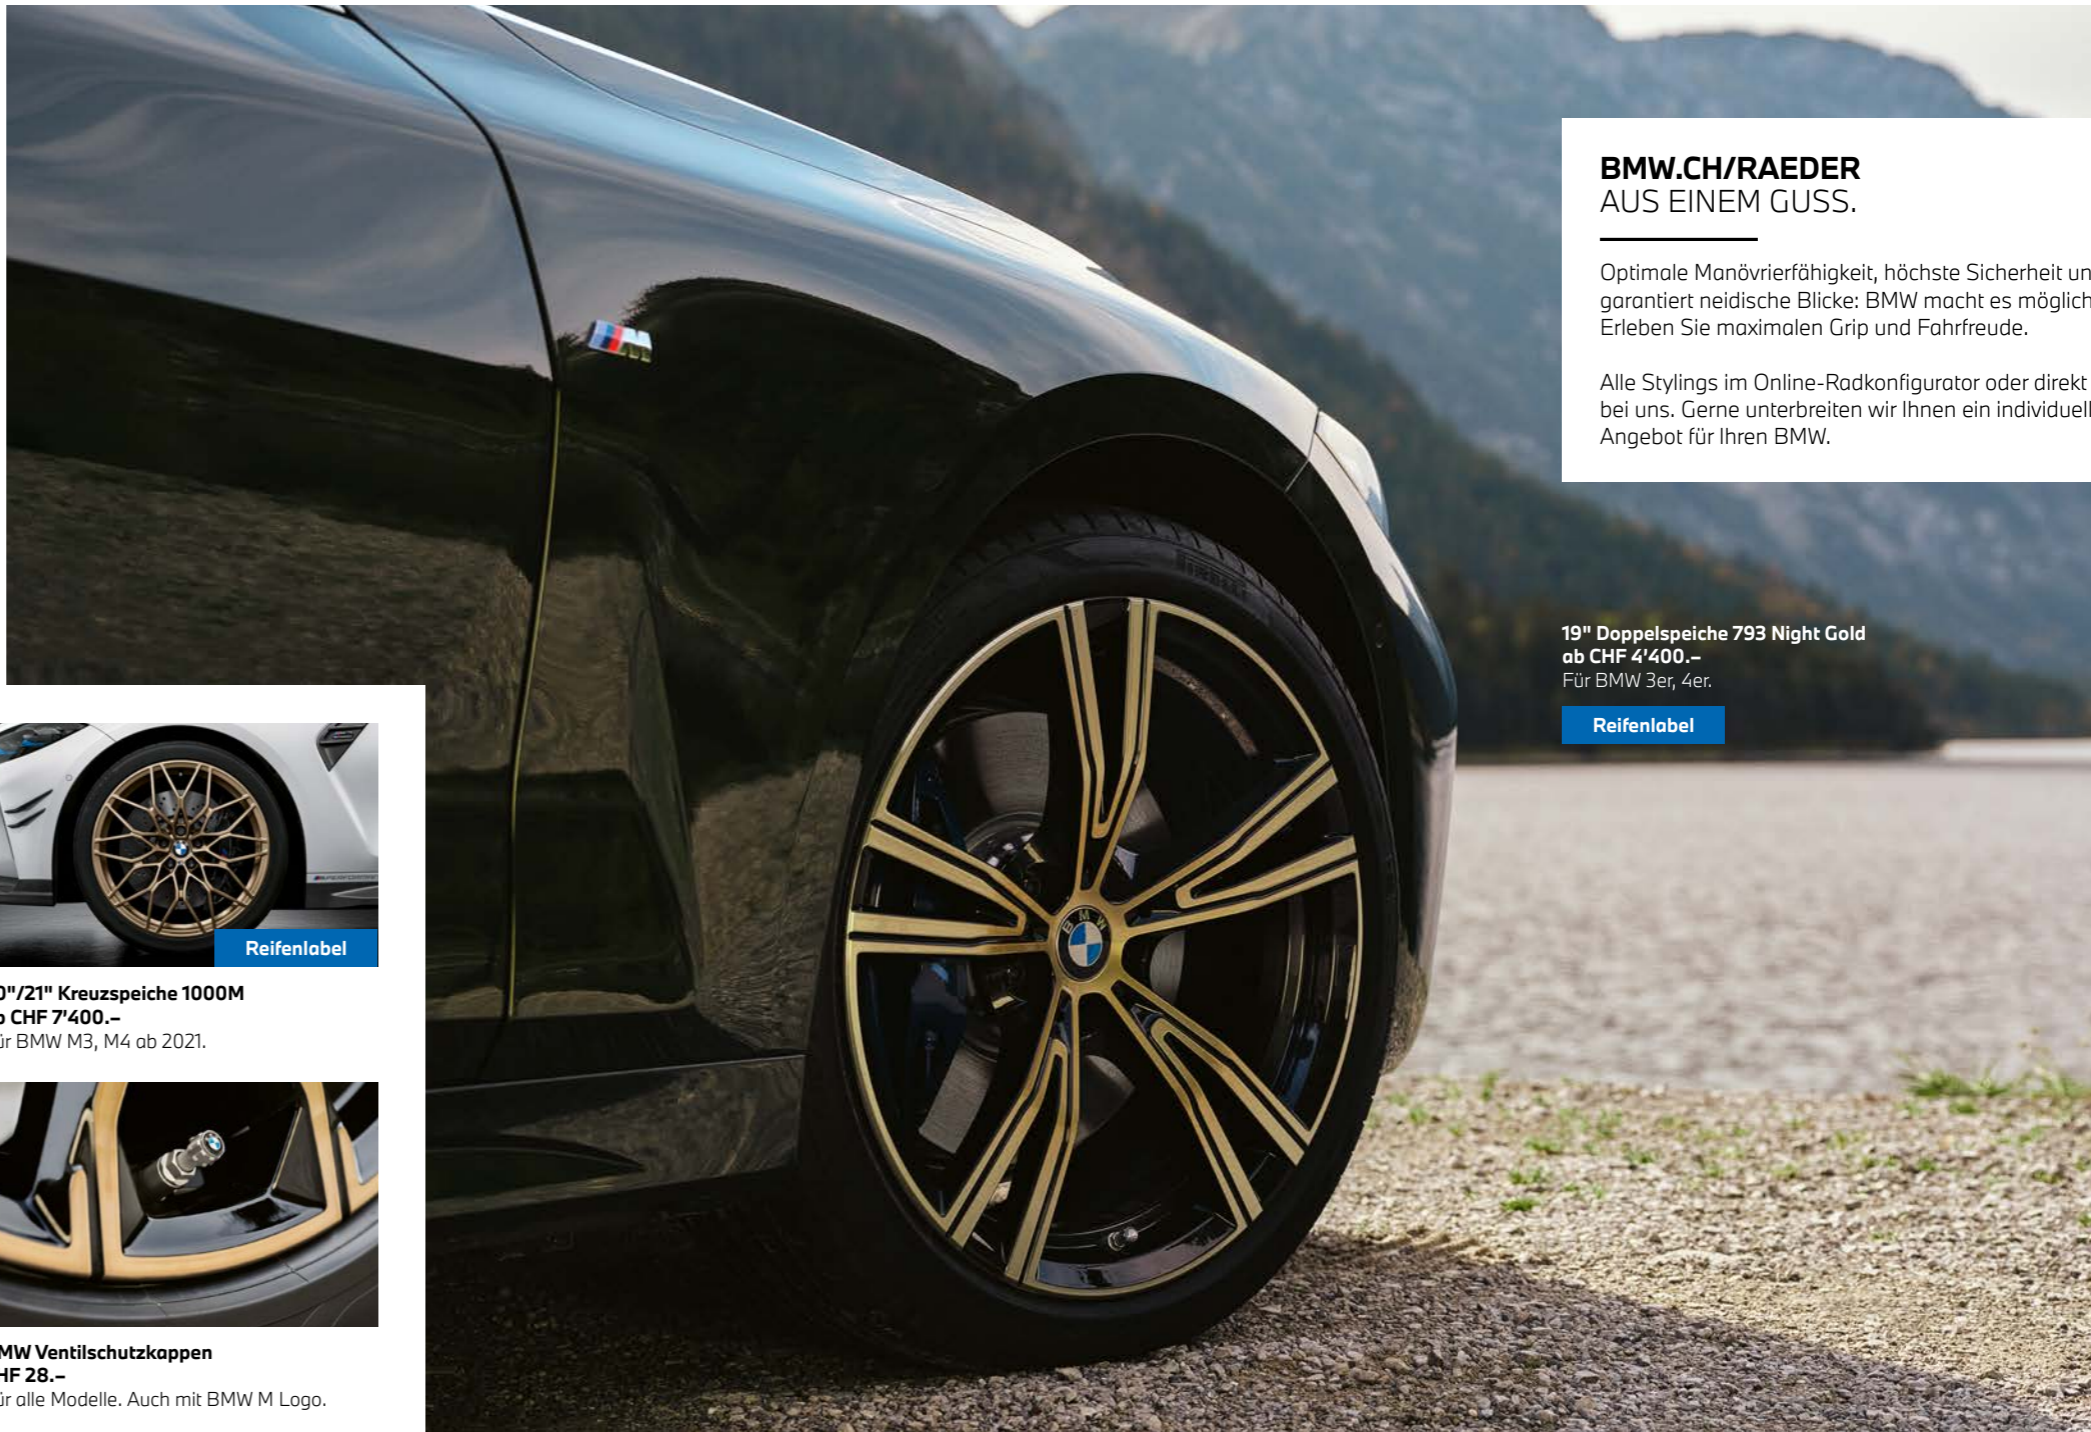 BMW.CH/RAEDER
AUS EINEM GUSS.
Optimale Manövrierfähigkeit, höchste Sicherheit un
garantiert neidische Blicke: BMW macht es möglich
Erleben Sie maximalen Grip und Fahrfreude.
Alle Stylings im Online-Radkonfigurator oder direkt
bei uns. Gerne unterbreiten wir Ihnen ein individuell
Angebot für Ihren BMW.
19" Doppelspeiche 793 Night Gold
ab CHF 4'400.–
Für BMW 3er, 4er.
Reifenlabel
Reifenlabel
0"/21" Kreuzspeiche 1000M
b CHF 7'400.–
ür BMW M3, M4 ab 2021.
MW Ventilschutzkappen
HF 28.–
ür alle Modelle. Auch mit BMW M Logo.
BMW